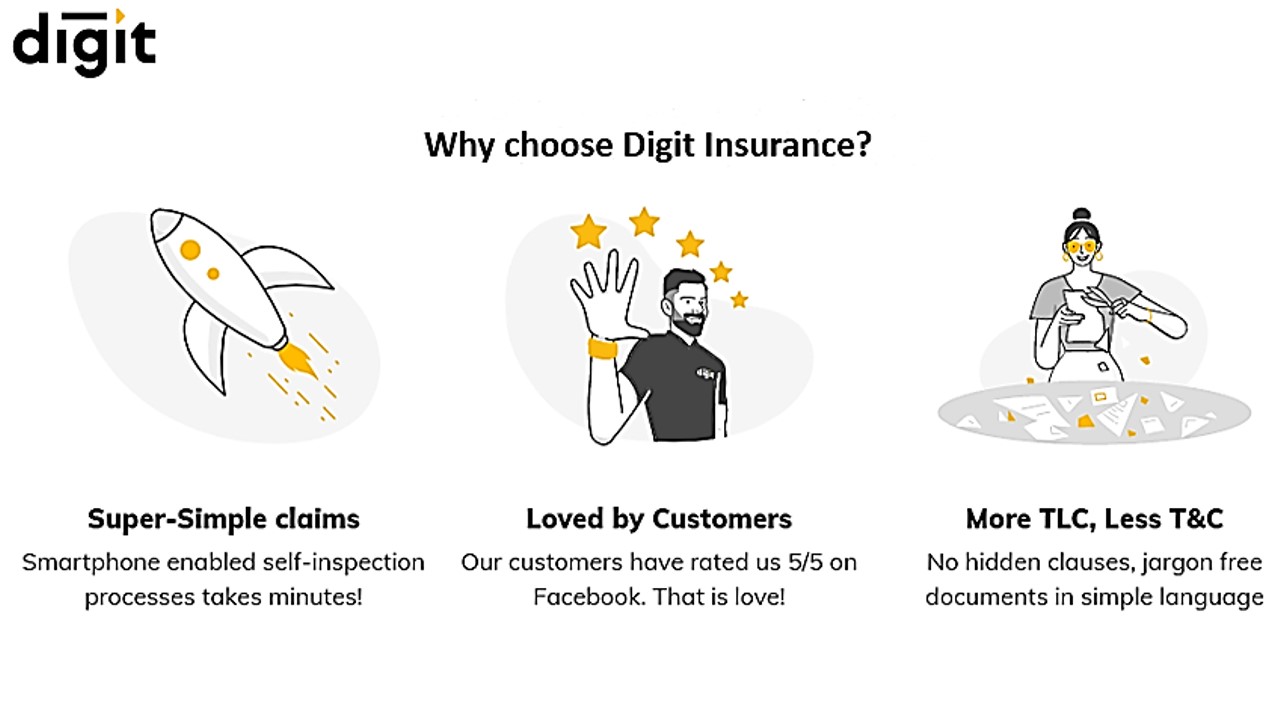 digit
Why choose Digit Insurance?
digit
Super-Simple claims
Smartphone enabled self-inspection
processes takes minutes!
Loved by Customers
Our customers have rated us 5/5 on
Facebook. That is love!
More TLC, Less T&C
No hidden clauses, jargon free
documents in simple language